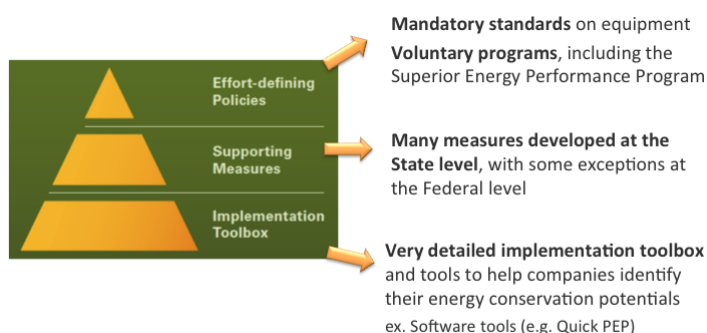 Mandatory standards on equipment
Voluntary programs, including the
Superior Energy Performance Program
Effort-defining
Policies
Many measures developed at the
State level, with some exceptions at
the Federal level
Supporting
Measures
Implementation
Toolbox
Very detailed implementation toolbox
and tools to help companies identify
their energy conservation potentials
ex. Software tools (e.g. Quick PEP)